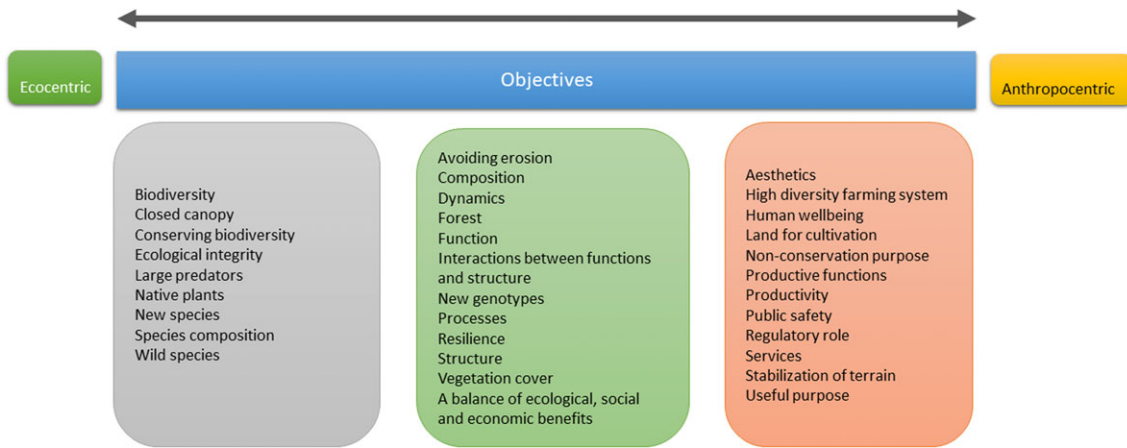 Ecocentric
Objectives
Anthropocentric
Biodiversity
Closed canopy
Conserving biodiversity
Ecological integrity
Large predators
Native plants
New species
Species composition
Wild species
Avoiding erosion
Composition
Dynamics
Forest
Function
Interactions between functions
and structure
New genotypes
Processes
Resilience
Structure
Vegetation cover
A balance of ecological, social
and economic benefits
Aesthetics
High diversity farming system
Human wellbeing
Land for cultivation
Non-conservation purpose
Productive functions
Productivity
Public safety
Regulatory role
Services
Stabilization of terrain
Useful purpose